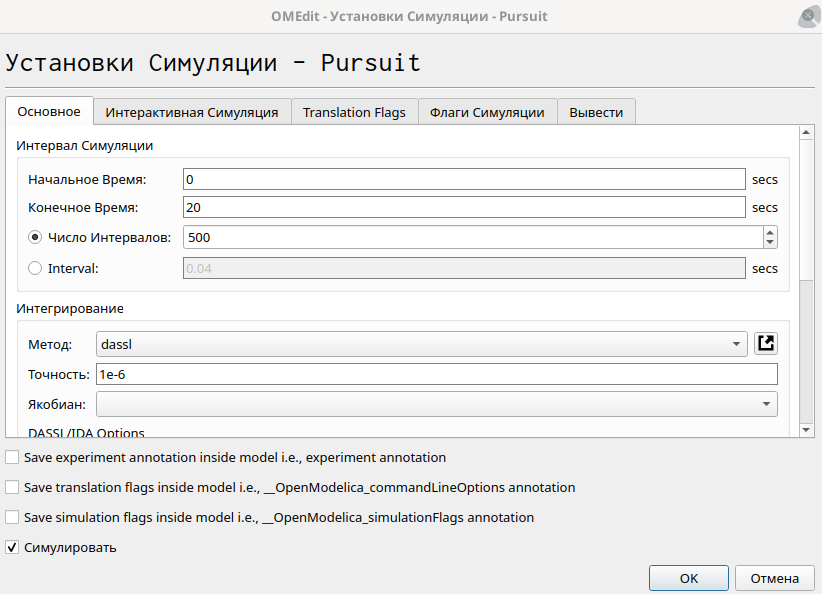 OMEdit - Установки Симуляции - Pursuit
Установки Симуляции - Pursuit
Основное Интерактивная Симуляция Translation Flags Флаги Симуляции Вывести
Интервал Симуляции
Начальное Время: 0 secs
Конечное Время: 20 secs
Число Интервалов: 500
Interval: 0.04 secs
Интегрирование
Метод: dassl
Точность: 1e-6
Якобиан:
DASSL/IDA Options
Save experiment annotation inside model i.e., experiment annotation
Save translation flags inside model i.e., __OpenModelica_commandLineOptions annotation
Save simulation flags inside model i.e., __OpenModelica_simulationFlags annotation
Симулировать
OK Отмена